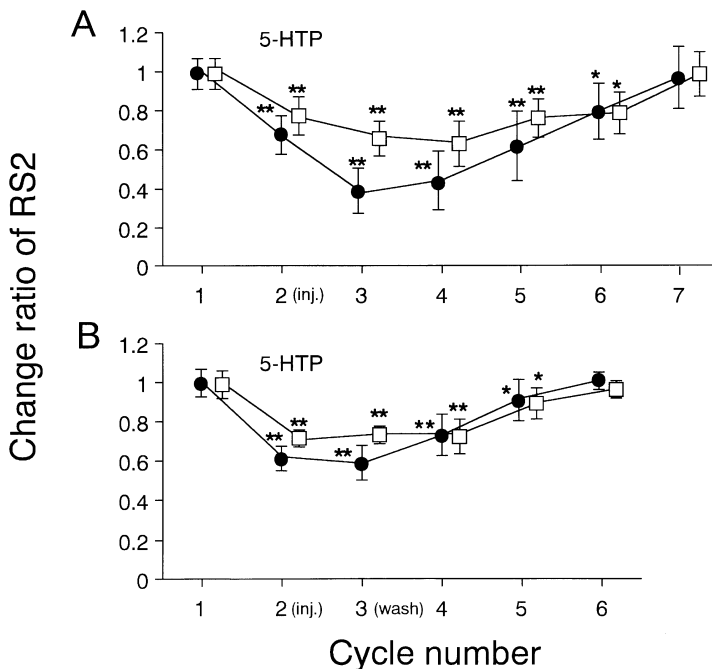 A
5-HTP
1.2
1
0.8
0.6
0.4
0.2
0
** ** ** ** ** ** ** ** * *
1 2 (inj.) 3 4 5 6 7
Change ratio of RS2
B
5-HTP
1.2
1
0.8
0.6
0.4
0.2
0
** ** ** ** ** ** * *
1 2 (inj.) 3 (wash) 4 5 6
Cycle number